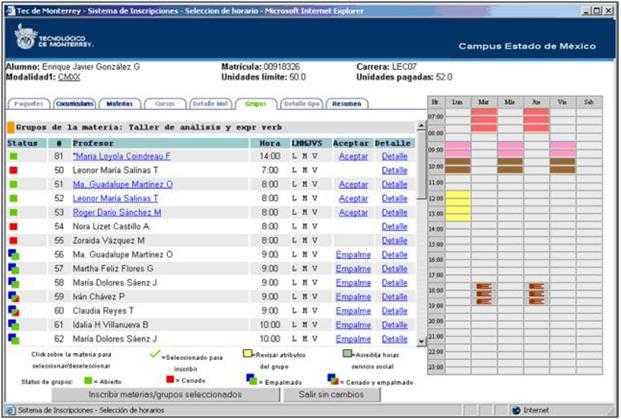 Tec de Monterrey - Sistema de Inscripciones - Seleccion de horario - Microsoft Internet Explorer
TECNOLÓGICO
DE MONTERREY.
Campus Estado de México
Alumno: Enrique Javier González G Matrícula: 00918326 Carrera: LEC07
Modalidad1: CMXX Unidades límite: 50.0 Unidades pagadas: 52.0
Paquetes Cocurriculares Materias Cursos Detalle Mat Grupos Detalle Gpo Resumen
Hr. Lun Mar Mie Jue Vie Sab
Grupos de la materia: Taller de análisis y expr verb
Status # Profesor Hora LMMJVS Aceptar Detalle
81 *Maria Loyola Coindreau F 14:00 L M V Aceptar Detalle
50 Leonor María Salinas T 7:00 L M V Detalle
51 Ma. Guadalupe Martínez O 8:00 L M V Aceptar Detalle
52 Leonor María Salinas T 8:00 L M V Aceptar Detalle
53 Roger Darío Sánchez M 8:00 L M V Aceptar Detalle
54 Nora Lizet Castillo A 8:00 L M V Detalle
55 Zoraida Vázquez M 8:00 L M V Detalle
56 Ma. Guadalupe Martínez O 9:00 L M V Empalme Detalle
57 Martha Feliz Flores G 9:00 L M V Empalme Detalle
58 María Dolores Sáenz J 9:00 L M V Empalme Detalle
59 Iván Chávez P 9:00 L M V Empalme Detalle
60 Claudia Reyes T 9:00 L M V Empalme Detalle
61 Idalia H Villanueva B 10:00 L M V Empalme Detalle
62 María Dolores Sáenz J 10:00 L M V Empalme Detalle
07:00
08:00
09:00
10:00
11:00
12:00
13:00
14:00
15:00
16:00
17:00
18:00
19:00
20:00
21:00
22:00
23:00
Click sobre la materia para seleccionar/deseleccionar
=Seleccionado para inscribir
=Revisar atributos del grupo
=Acredita horas servicio social
Status de grupos: = Abierto = Cerrado = Empalmado = Cerrado y empalmado
Inscribir materias/grupos seleccionados Salir sin cambios
Sistema de Inscripciones - Selección de horarios